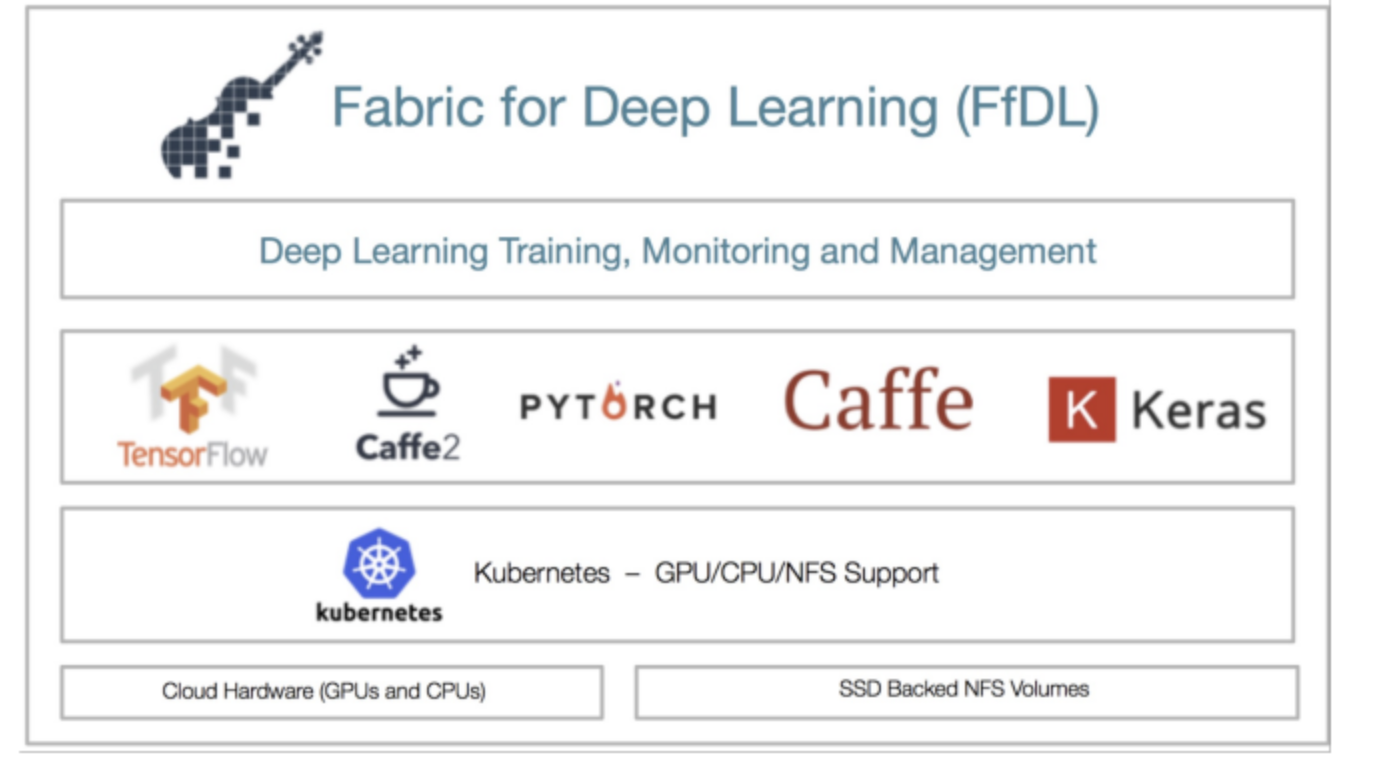 Fabric for Deep Learning (FfDL)
Deep Learning Training, Monitoring and Management
TensorFlow
Caffe2
PYTORCH
Caffe
K Keras
kubernetes
Kubernetes – GPU/CPU/NFS Support
Cloud Hardware (GPUs and CPUs)
SSD Backed NFS Volumes